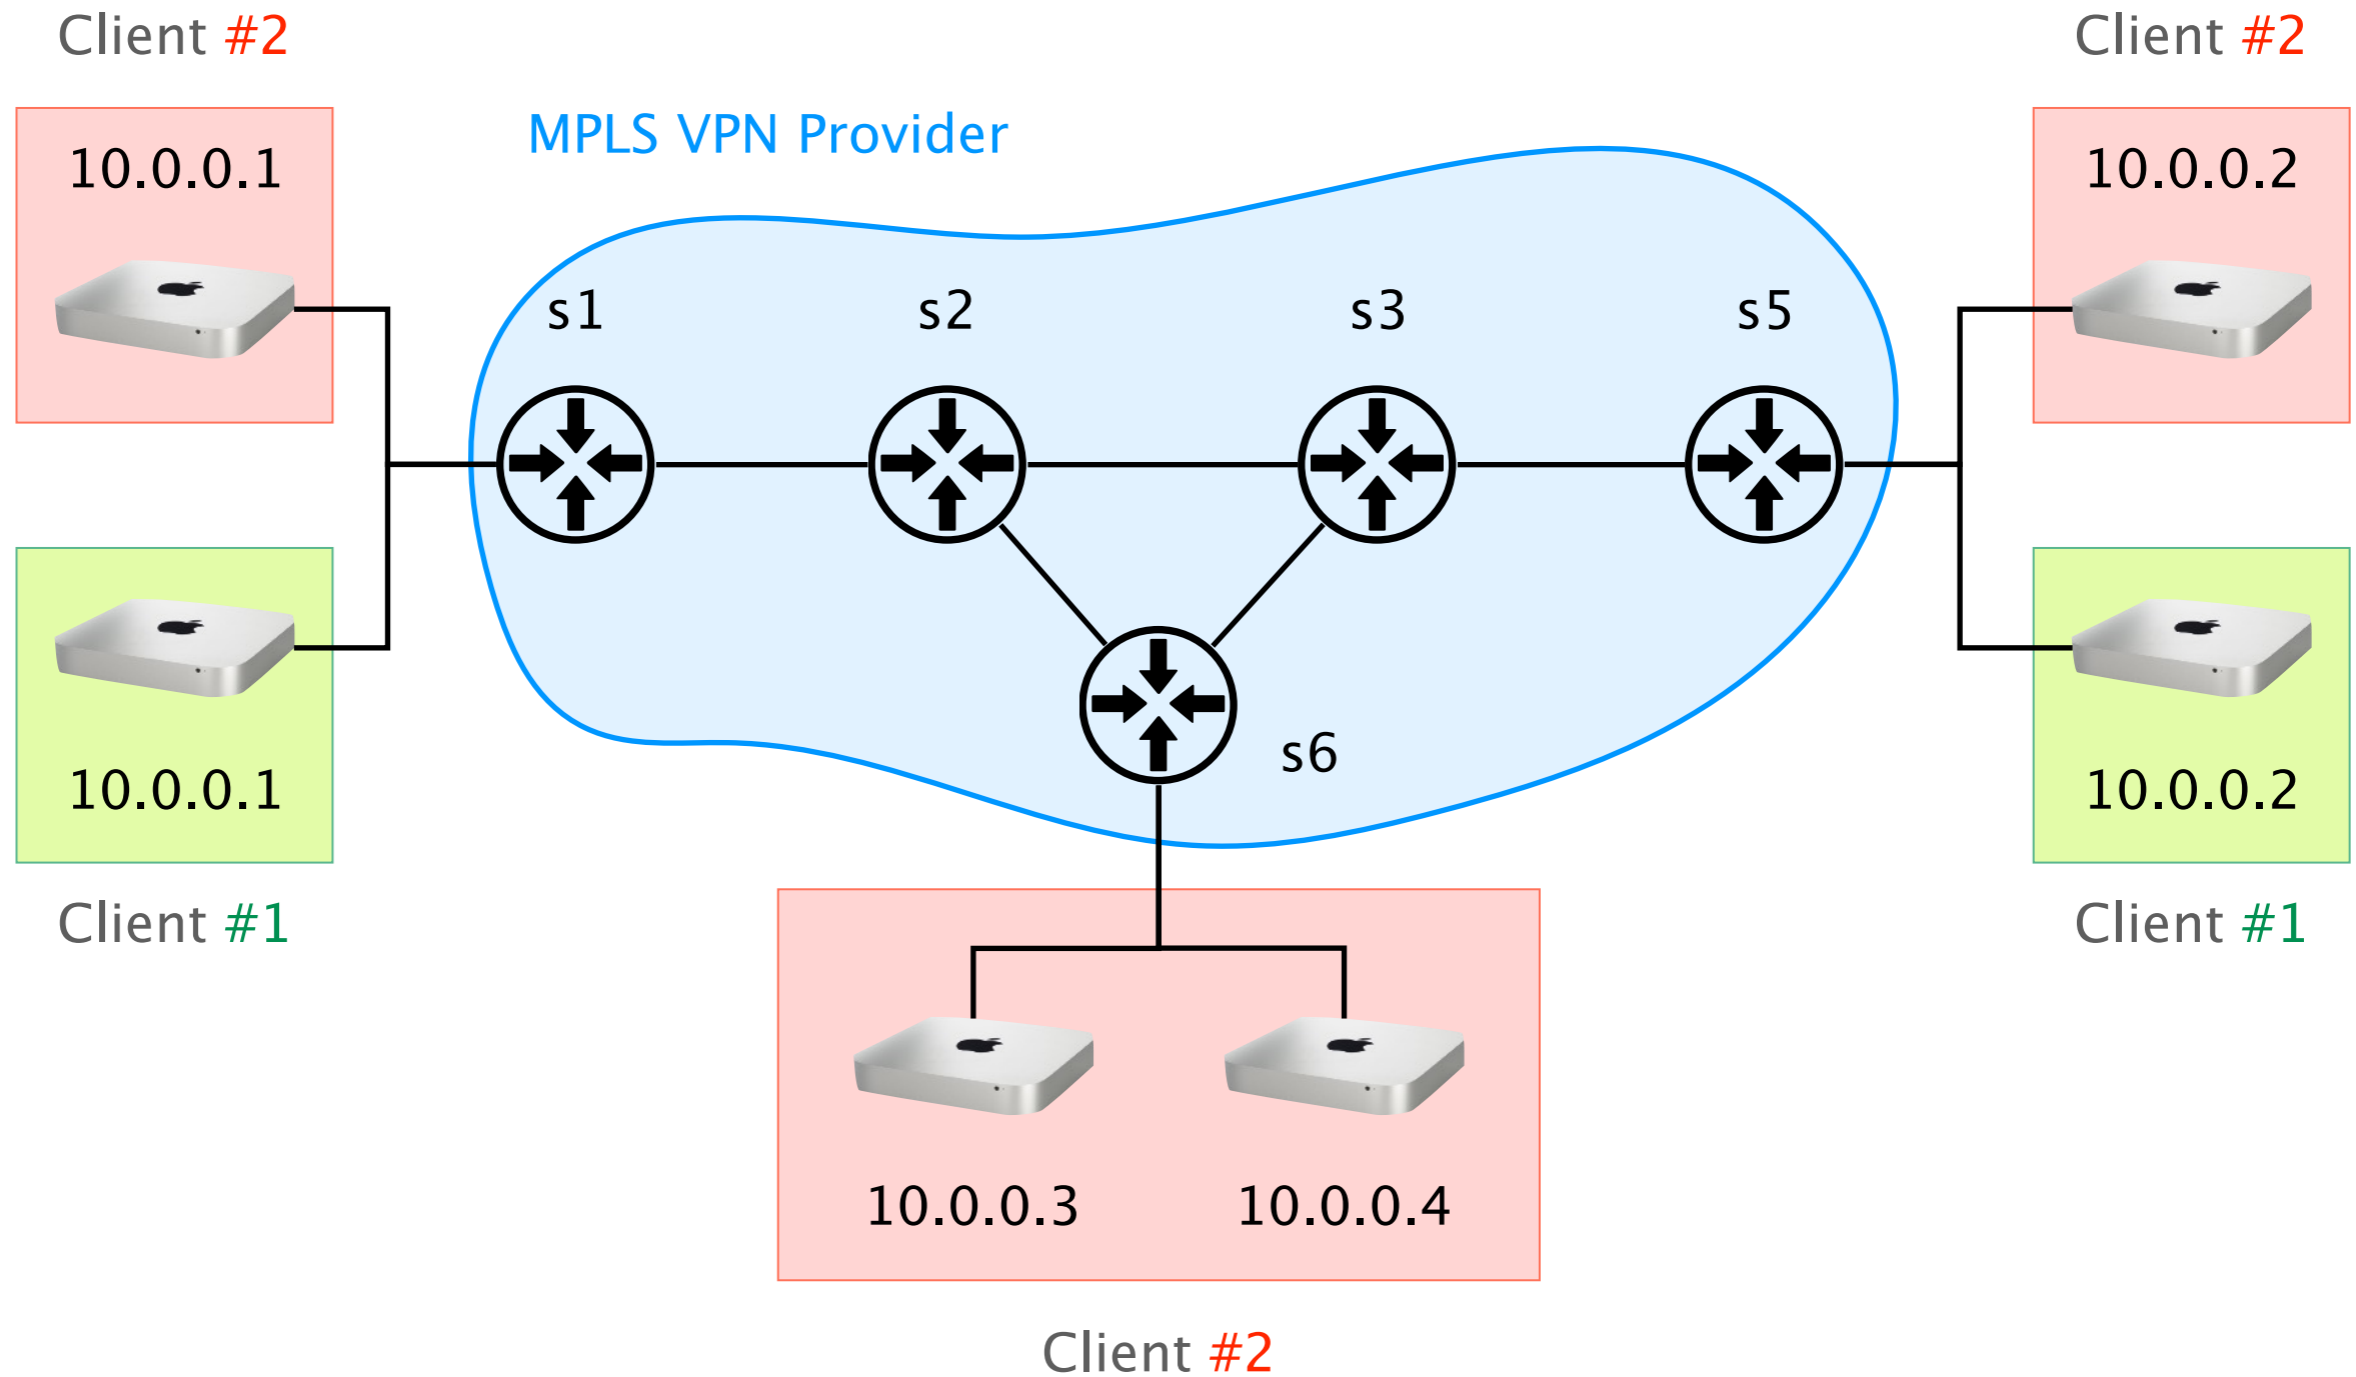 Client #2
Client #2
MPLS VPN Provider
10.0.0.1
10.0.0.2
s1
s2
s3
s5
s6
10.0.0.1
10.0.0.2
Client #1
Client #1
10.0.0.3
10.0.0.4
Client #2